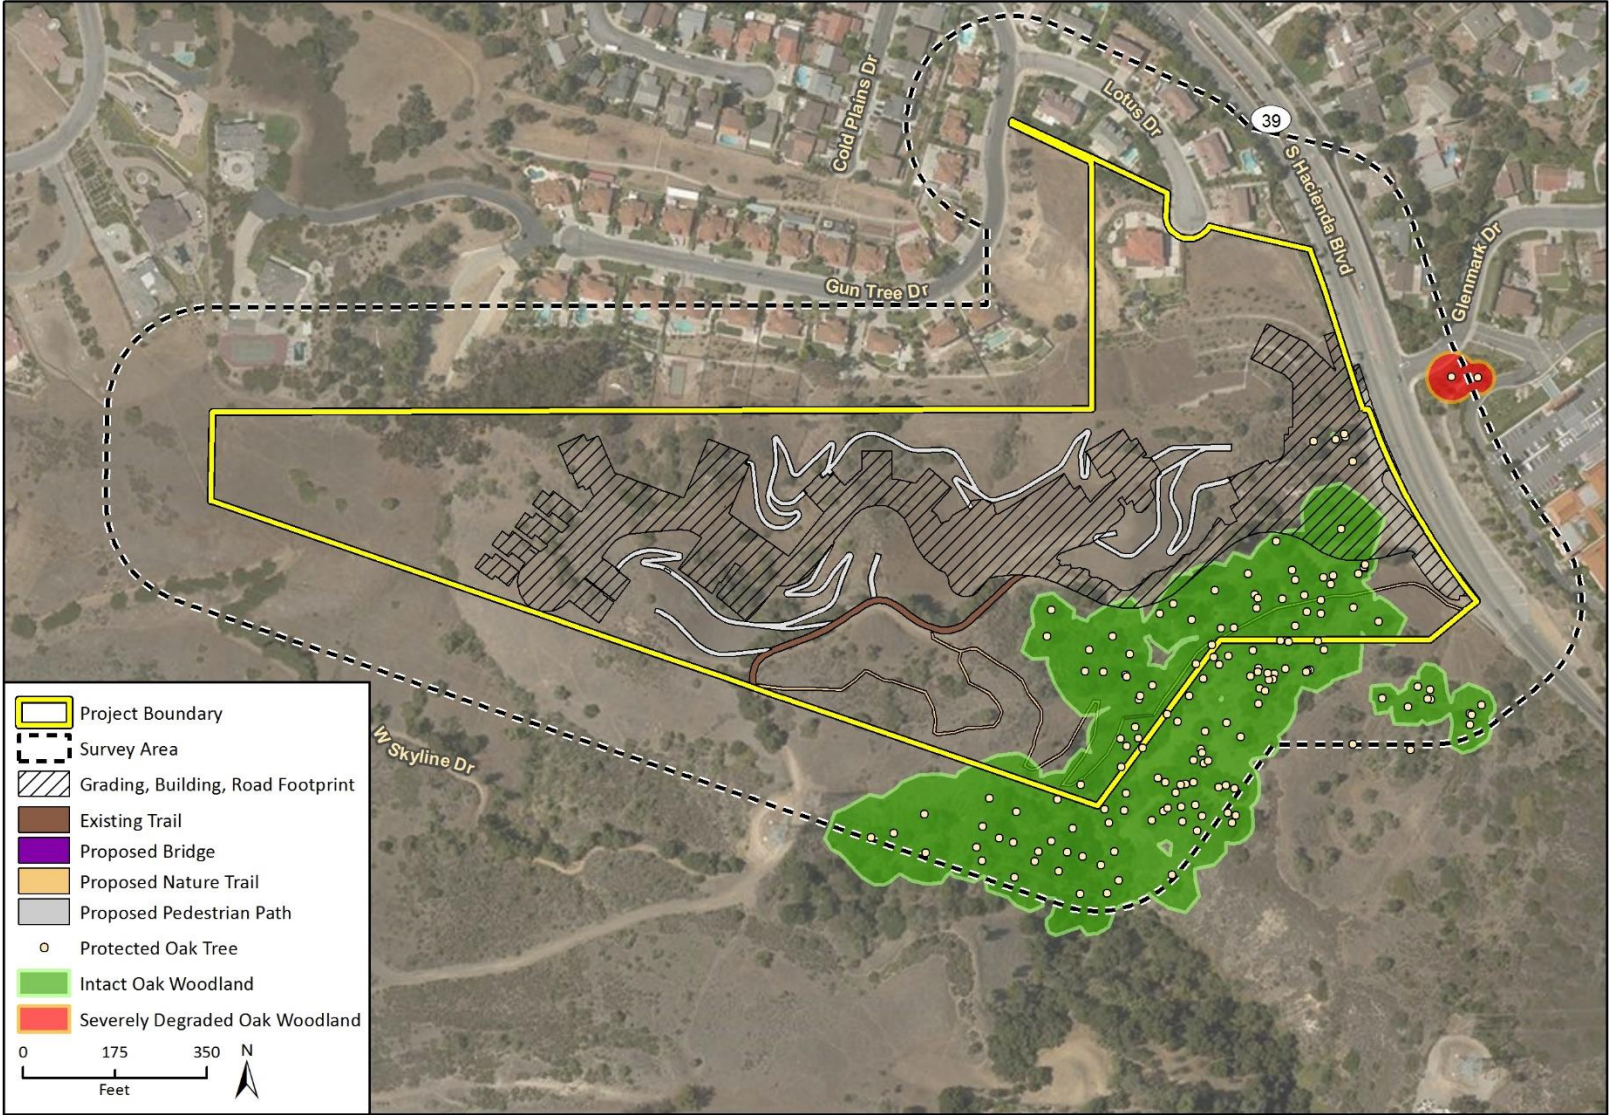 Cold Plains Dr
Lotus Dr
39
S Hacienda Blvd
Glenmark Dr
Gun Tree Dr
W Skyline Dr
Project Boundary
Survey Area
Grading, Building, Road Footprint
Existing Trail
Proposed Bridge
Proposed Nature Trail
Proposed Pedestrian Path
Protected Oak Tree
Intact Oak Woodland
Severely Degraded Oak Woodland
0 175 350 N
Feet